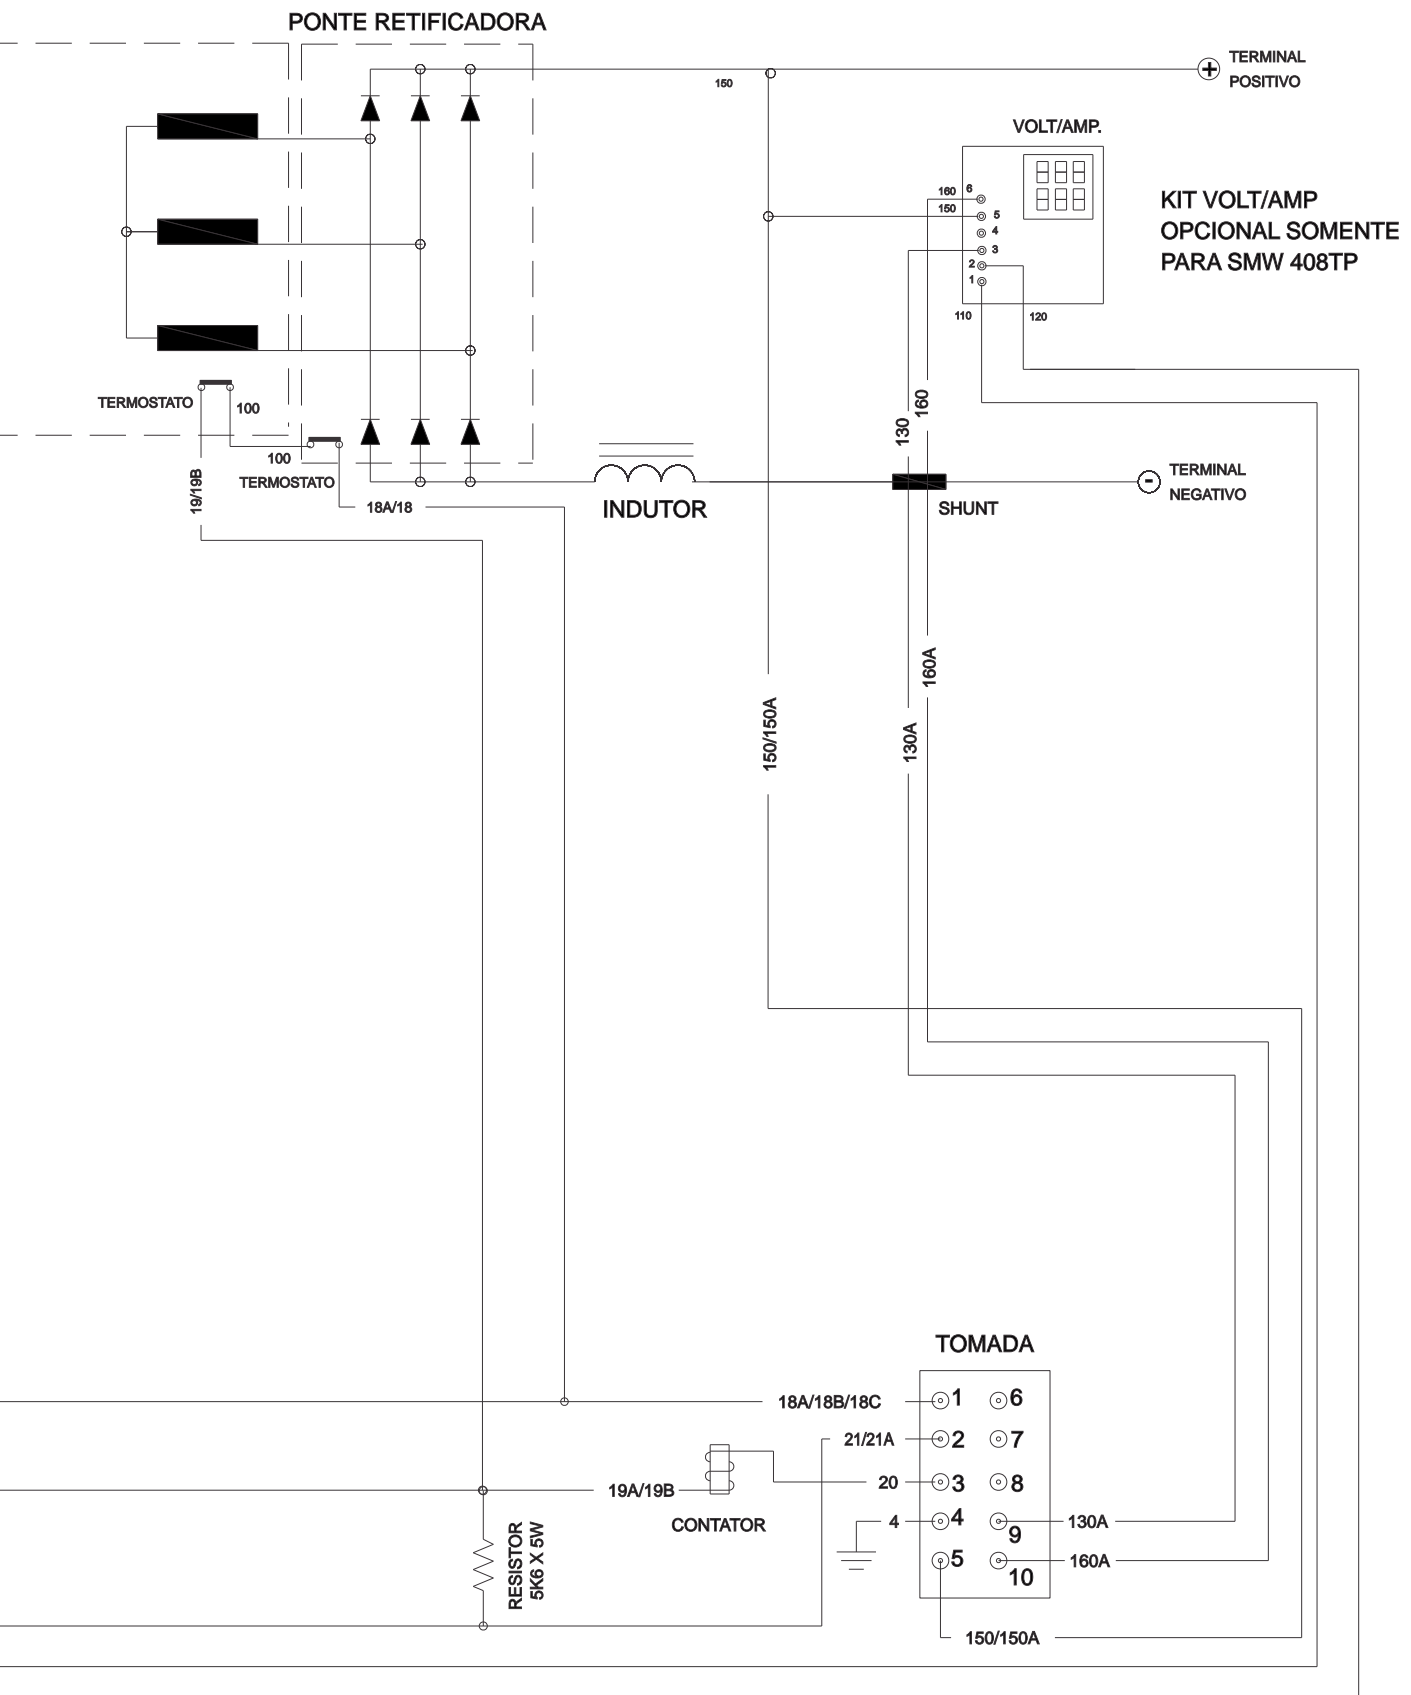 PONTE RETIFICADORA
TERMINAL
POSITIVO
150
VOLT/AMP.
160
6
150
5
4
3
2
1
110
120
KIT VOLT/AMP
OPCIONAL SOMENTE
PARA SMW 408TP
TERMOSTATO
100
100
TERMOSTATO
19/19B
18A/18
INDUTOR
130
160
SHUNT
TERMINAL
NEGATIVO
160A
130A
150/150A
TOMADA
18A/18B/18C
1
6
21/21A
2
7
19A/19B
20
3
8
CONTATOR
4
4
9
130A
5
10
160A
RESISTOR
5K6 X 5W
150/150A